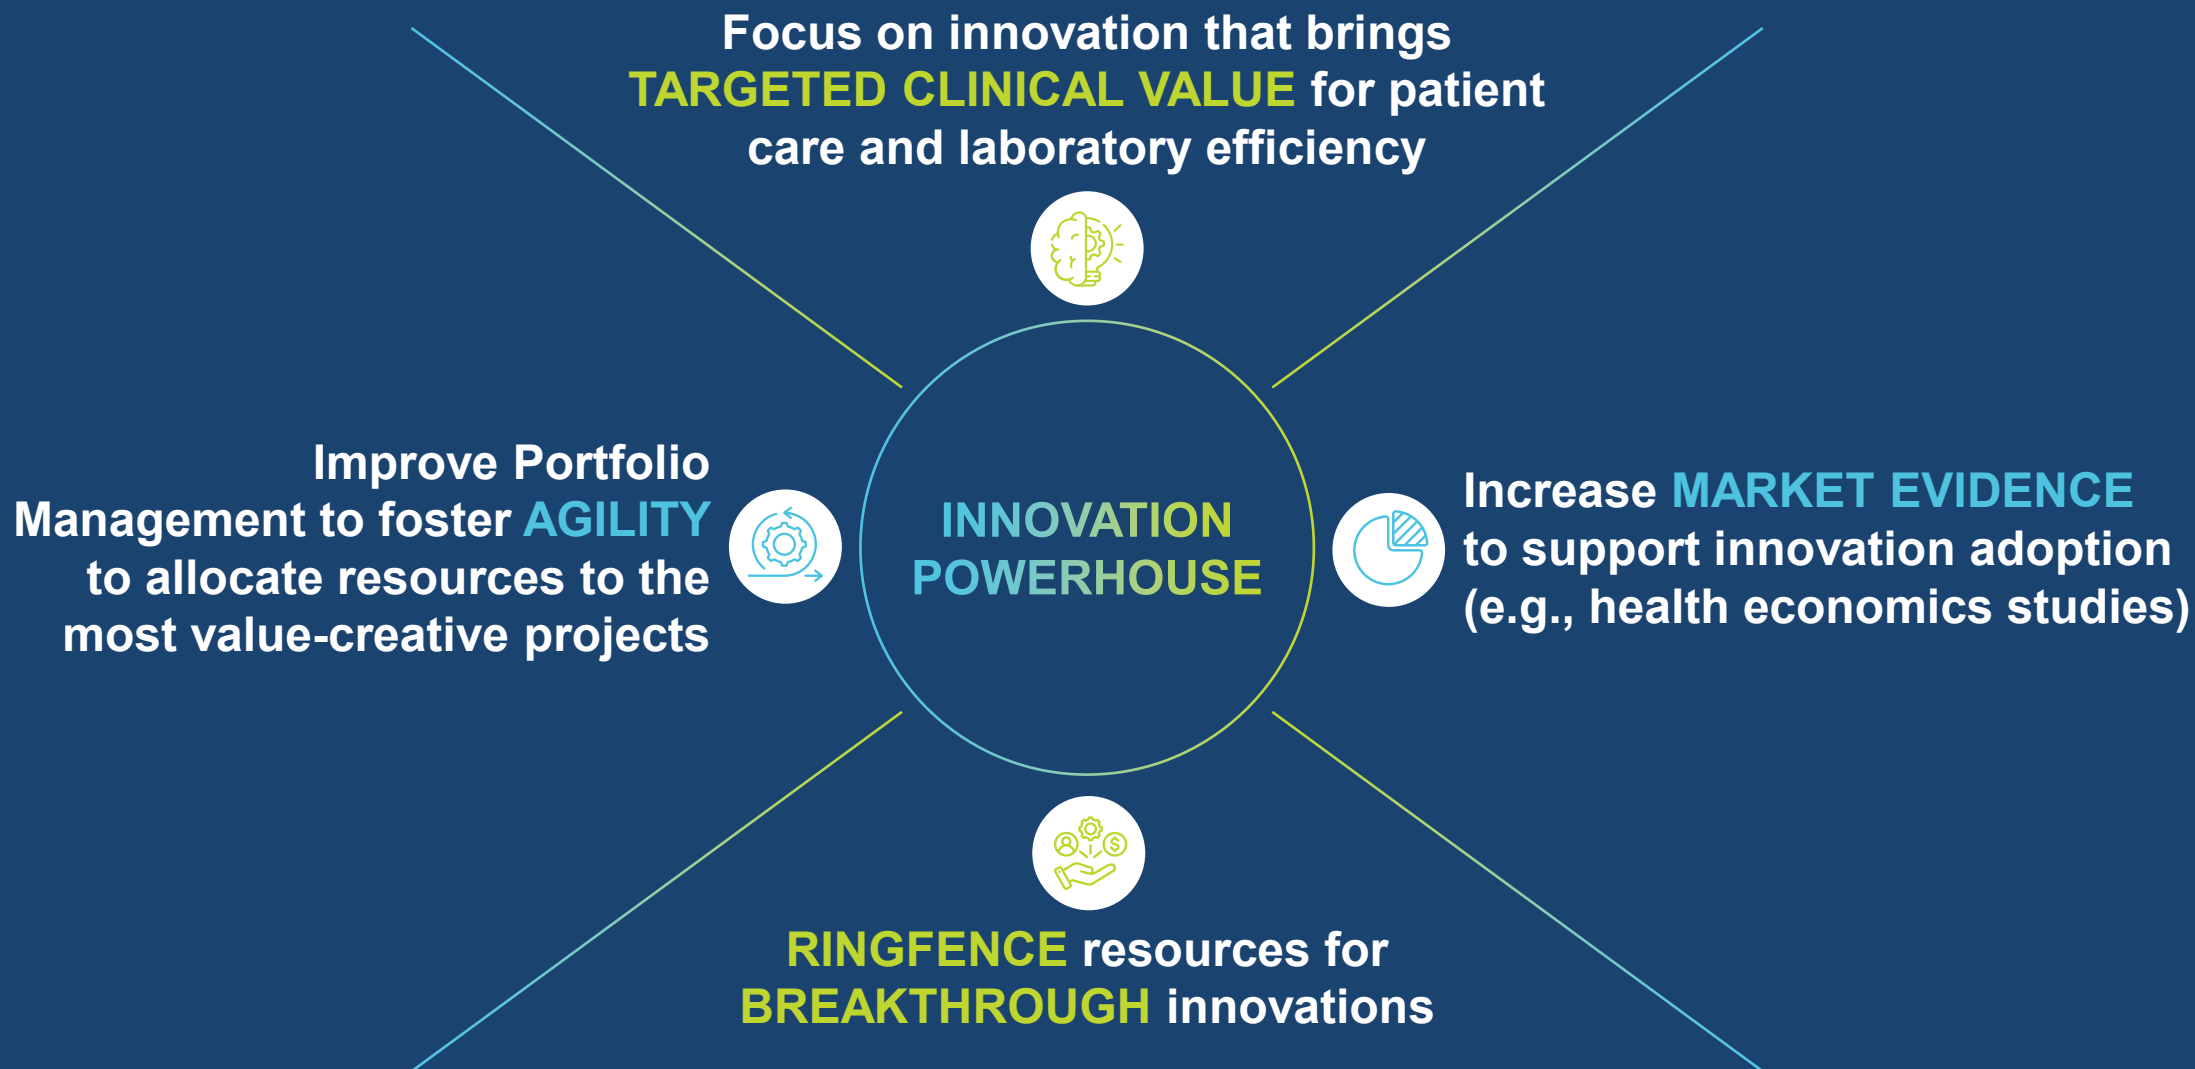 Focus on innovation that brings
TARGETED CLINICAL VALUE for patient
care and laboratory efficiency
Improve Portfolio
Management to foster AGILITY
to allocate resources to the
most value-creative projects
INNOVATION
POWERHOUSE
Increase MARKET EVIDENCE
to support innovation adoption
(e.g., health economics studies)
$
RINGFENCE resources for
BREAKTHROUGH innovations